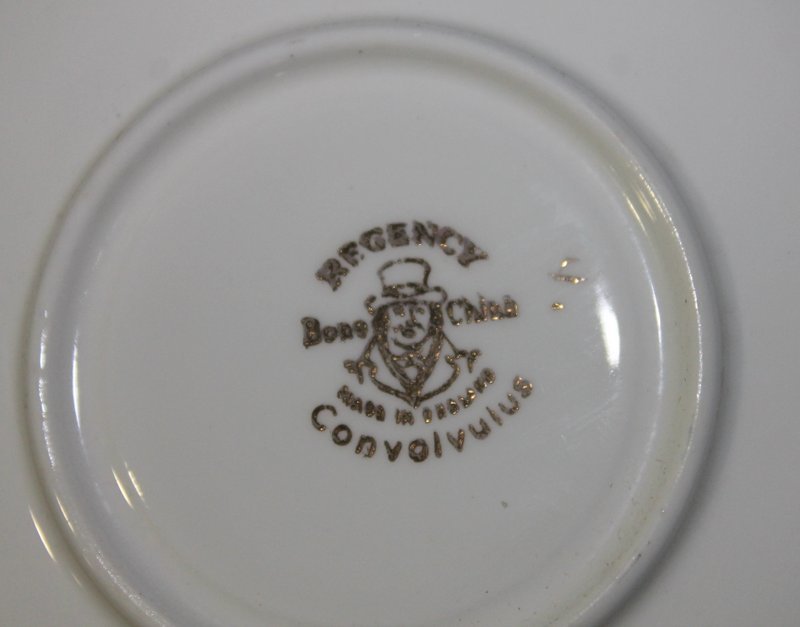 REGENCY
Bone China
MADE IN ENGLAND
Convolvulus